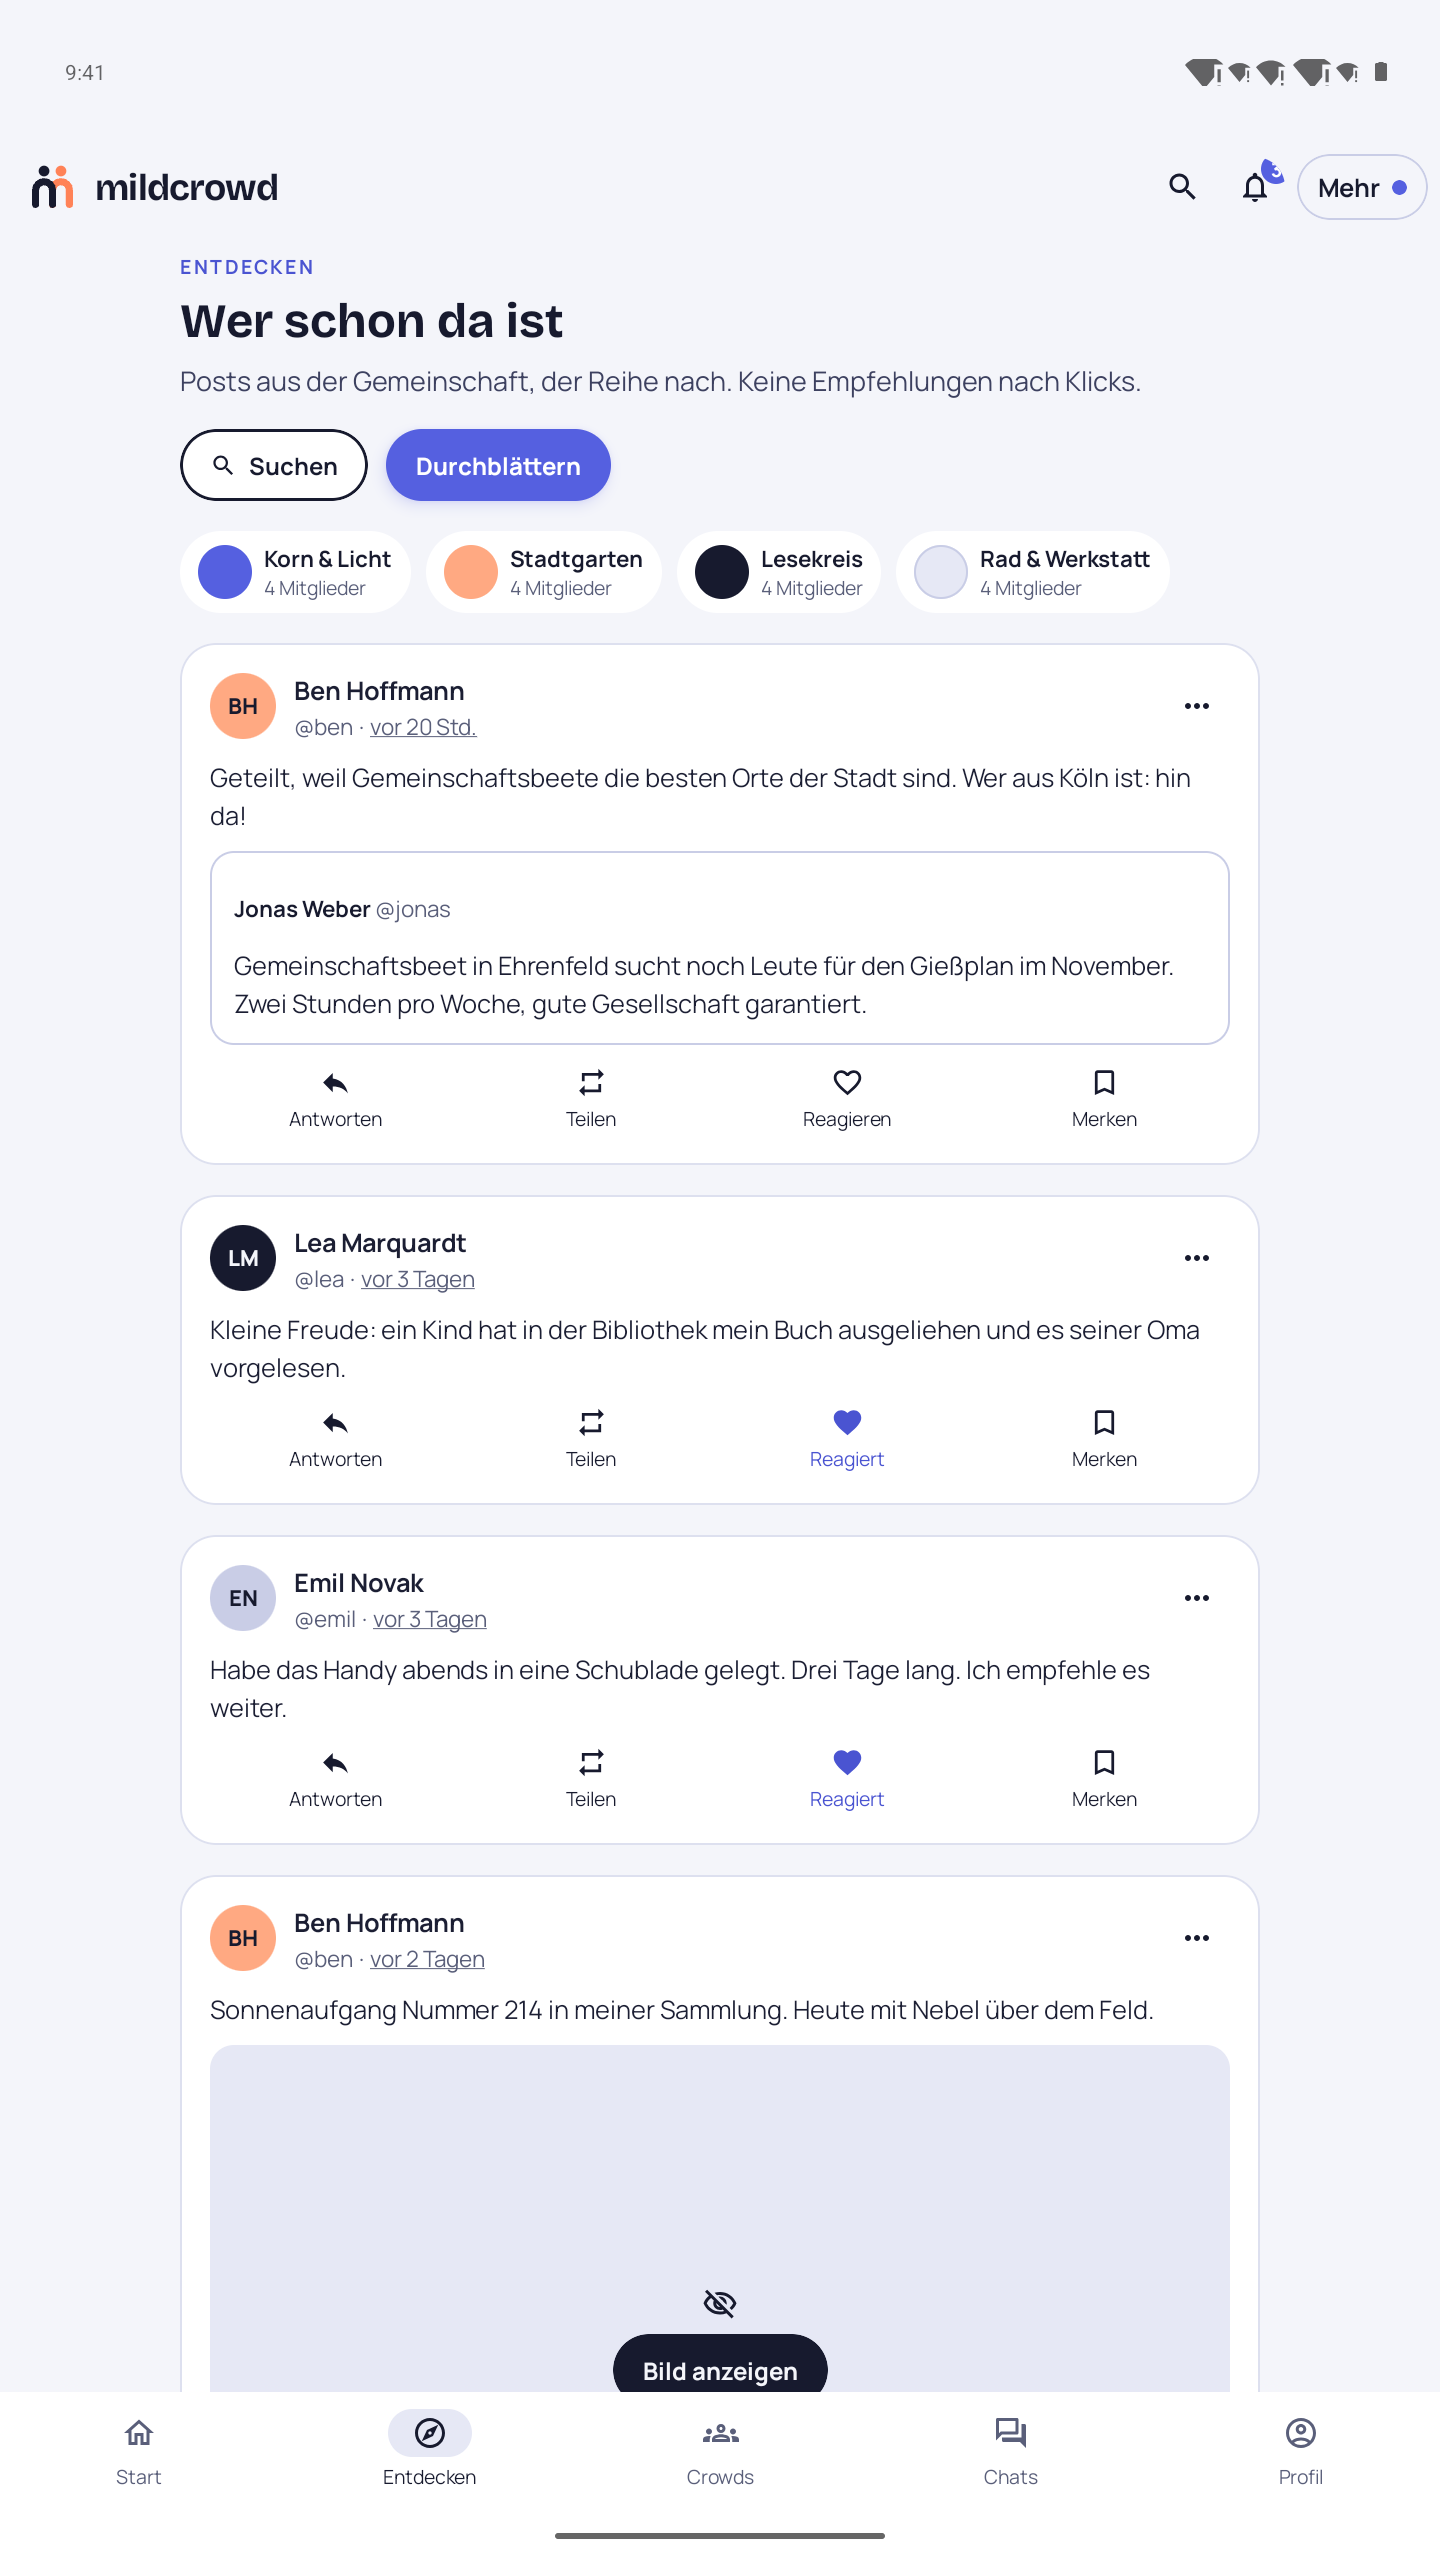 9:41
mildcrowd
3
Mehr
ENTDECKEN
Wer schon da ist
Posts aus der Gemeinschaft, der Reihe nach. Keine Empfehlungen nach Klicks.
Suchen
Durchblättern
Korn & Licht
4 Mitglieder
Stadtgarten
4 Mitglieder
Lesekreis
4 Mitglieder
Rad & Werkstatt
4 Mitglieder
BH
Ben Hoffmann
@ben · vor 20 Std.
Geteilt, weil Gemeinschaftsbeete die besten Orte der Stadt sind. Wer aus Köln ist: hin
da!
Jonas Weber @jonas
Gemeinschaftsbeet in Ehrenfeld sucht noch Leute für den Gießplan im November.
Zwei Stunden pro Woche, gute Gesellschaft garantiert.
Antworten
Teilen
Reagieren
Merken
LM
Lea Marquardt
@lea · vor 3 Tagen
Kleine Freude: ein Kind hat in der Bibliothek mein Buch ausgeliehen und es seiner Oma
vorgelesen.
Antworten
Teilen
Reagiert
Merken
EN
Emil Novak
@emil · vor 3 Tagen
Habe das Handy abends in eine Schublade gelegt. Drei Tage lang. Ich empfehle es
weiter.
Antworten
Teilen
Reagiert
Merken
BH
Ben Hoffmann
@ben · vor 2 Tagen
Sonnenaufgang Nummer 214 in meiner Sammlung. Heute mit Nebel über dem Feld.
Bild anzeigen
Start
Entdecken
Crowds
Chats
Profil